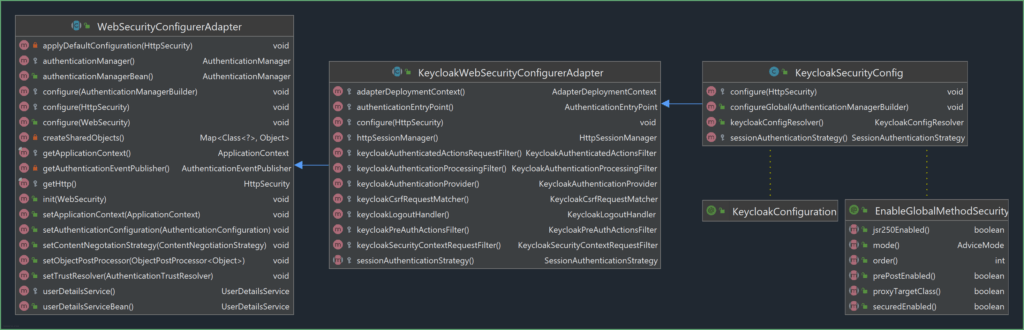 WebSecurityConfigurerAdapter
applyDefaultConfiguration(HttpSecurity) void
authenticationManager() AuthenticationManager
authenticationManagerBean() AuthenticationManager
configure(AuthenticationManagerBuilder) void
configure(HttpSecurity) void
configure(WebSecurity) void
createSharedObjects() Map<Class<?>, Object>
getApplicationContext() ApplicationContext
getAuthenticationEventPublisher() AuthenticationEventPublisher
getHttp() HttpSecurity
init(WebSecurity) void
setApplicationContext(ApplicationContext) void
setAuthenticationConfiguration(AuthenticationConfiguration) void
setContentNegotationStrategy(ContentNegotiationStrategy) void
setObjectPostProcessor(ObjectPostProcessor<Object>) void
setTrustResolver(AuthenticationTrustResolver) void
userDetailsService() UserDetailsService
userDetailsServiceBean() UserDetailsService
KeycloakWebSecurityConfigurerAdapter
adapterDeploymentContext() AdapterDeploymentContext
authenticationEntryPoint() AuthenticationEntryPoint
configure(HttpSecurity) void
httpSessionManager() HttpSessionManager
keycloakAuthenticatedActionsRequestFilter() KeycloakAuthenticatedActionsFilter
keycloakAuthenticationProcessingFilter() KeycloakAuthenticationProcessingFilter
keycloakAuthenticationProvider() KeycloakAuthenticationProvider
keycloakCsrfRequestMatcher() KeycloakCsrfRequestMatcher
keycloakLogoutHandler() KeycloakLogoutHandler
keycloakPreAuthActionsFilter() KeycloakPreAuthActionsFilter
keycloakSecurityContextRequestFilter() KeycloakSecurityContextRequestFilter
sessionAuthenticationStrategy() SessionAuthenticationStrategy
KeycloakSecurityConfig
configure(HttpSecurity) void
configureGlobal(AuthenticationManagerBuilder) void
keycloakConfigResolver() KeycloakConfigResolver
sessionAuthenticationStrategy() SessionAuthenticationStrategy
KeycloakConfiguration
EnableGlobalMethodSecurity
jsr250Enabled() boolean
mode() AdviceMode
order() int
prePostEnabled() boolean
proxyTargetClass() boolean
securedEnabled() boolean